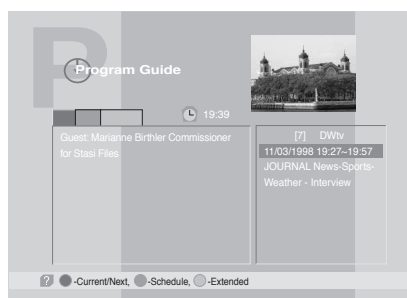 P
Program Guide
19:39
Guest: Marianne Birthler Commissioner
for Stasi Files
[7] DWtv
11/03/1998 19:27~19:57
JOURNAL News-Sports-
Weather - Interview
? -Current/Next, -Schedule, -Extended